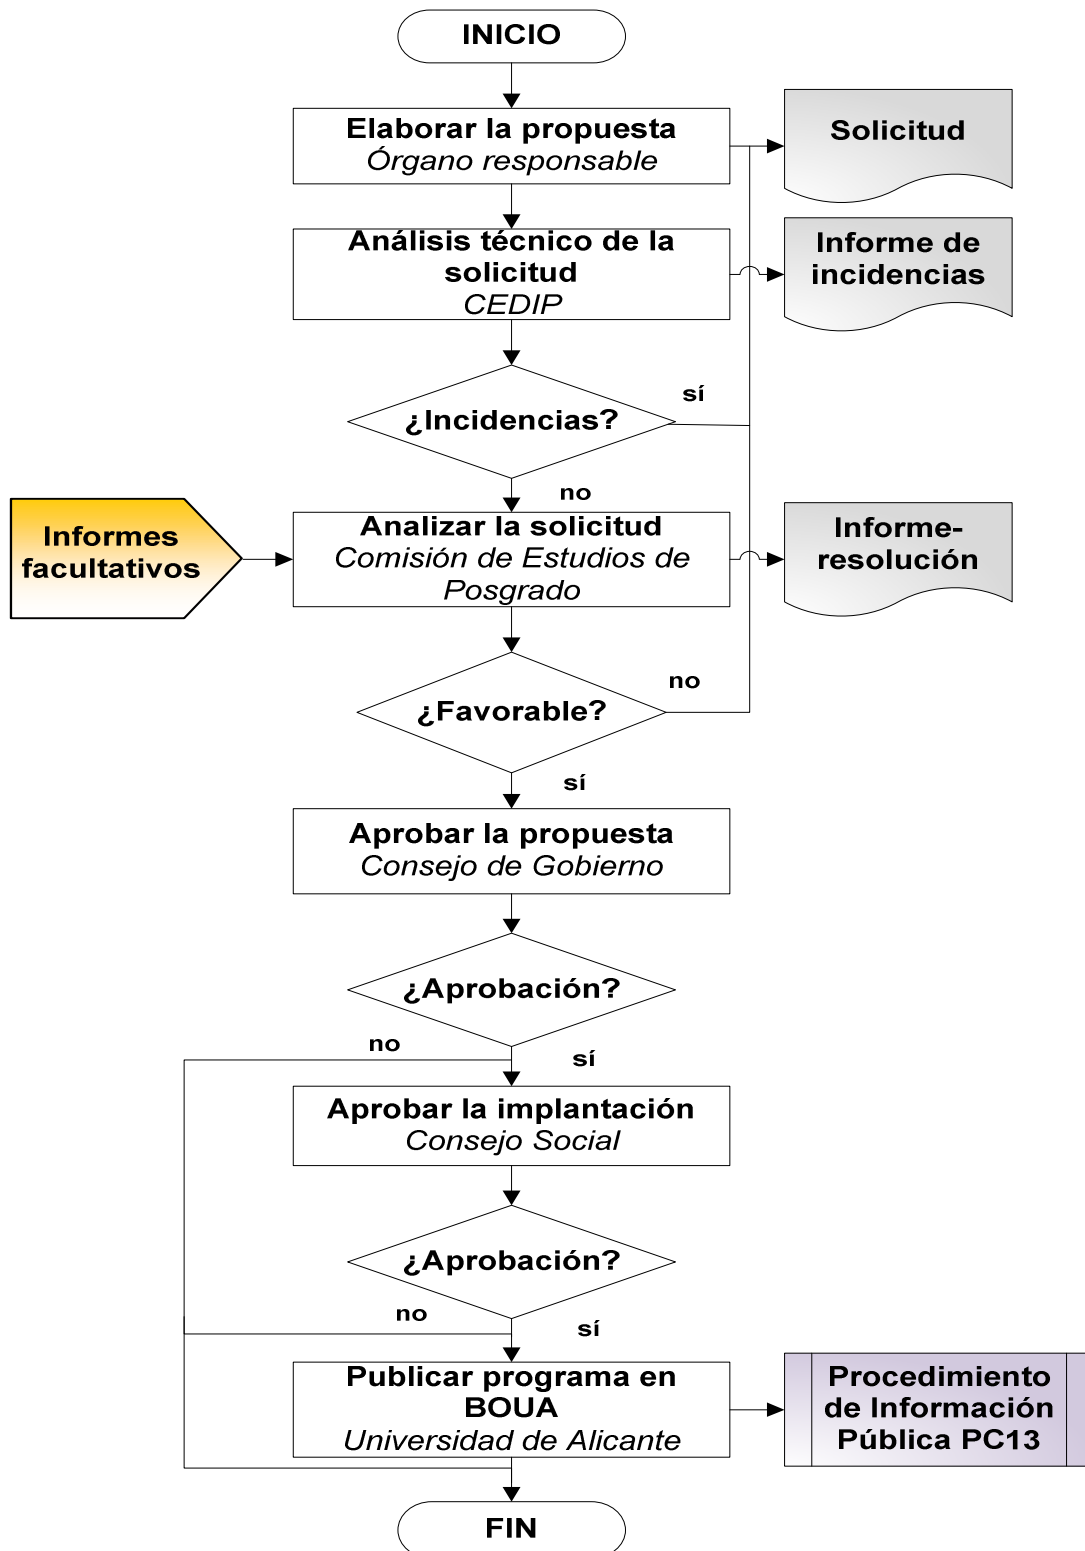 INICIO
Elaborar la propuesta
Órgano responsable
Solicitud
Análisis técnico de la
solicitud
CEDIP
Informe de
incidencias
¿Incidencias?
sí
no
Informes
facultativos
Analizar la solicitud
Comisión de Estudios de
Posgrado
Informe-
resolución
¿Favorable?
no
sí
Aprobar la propuesta
Consejo de Gobierno
¿Aprobación?
no
sí
Aprobar la implantación
Consejo Social
¿Aprobación?
no
sí
Publicar programa en
BOUA
Universidad de Alicante
Procedimiento
de Información
Pública PC13
FIN